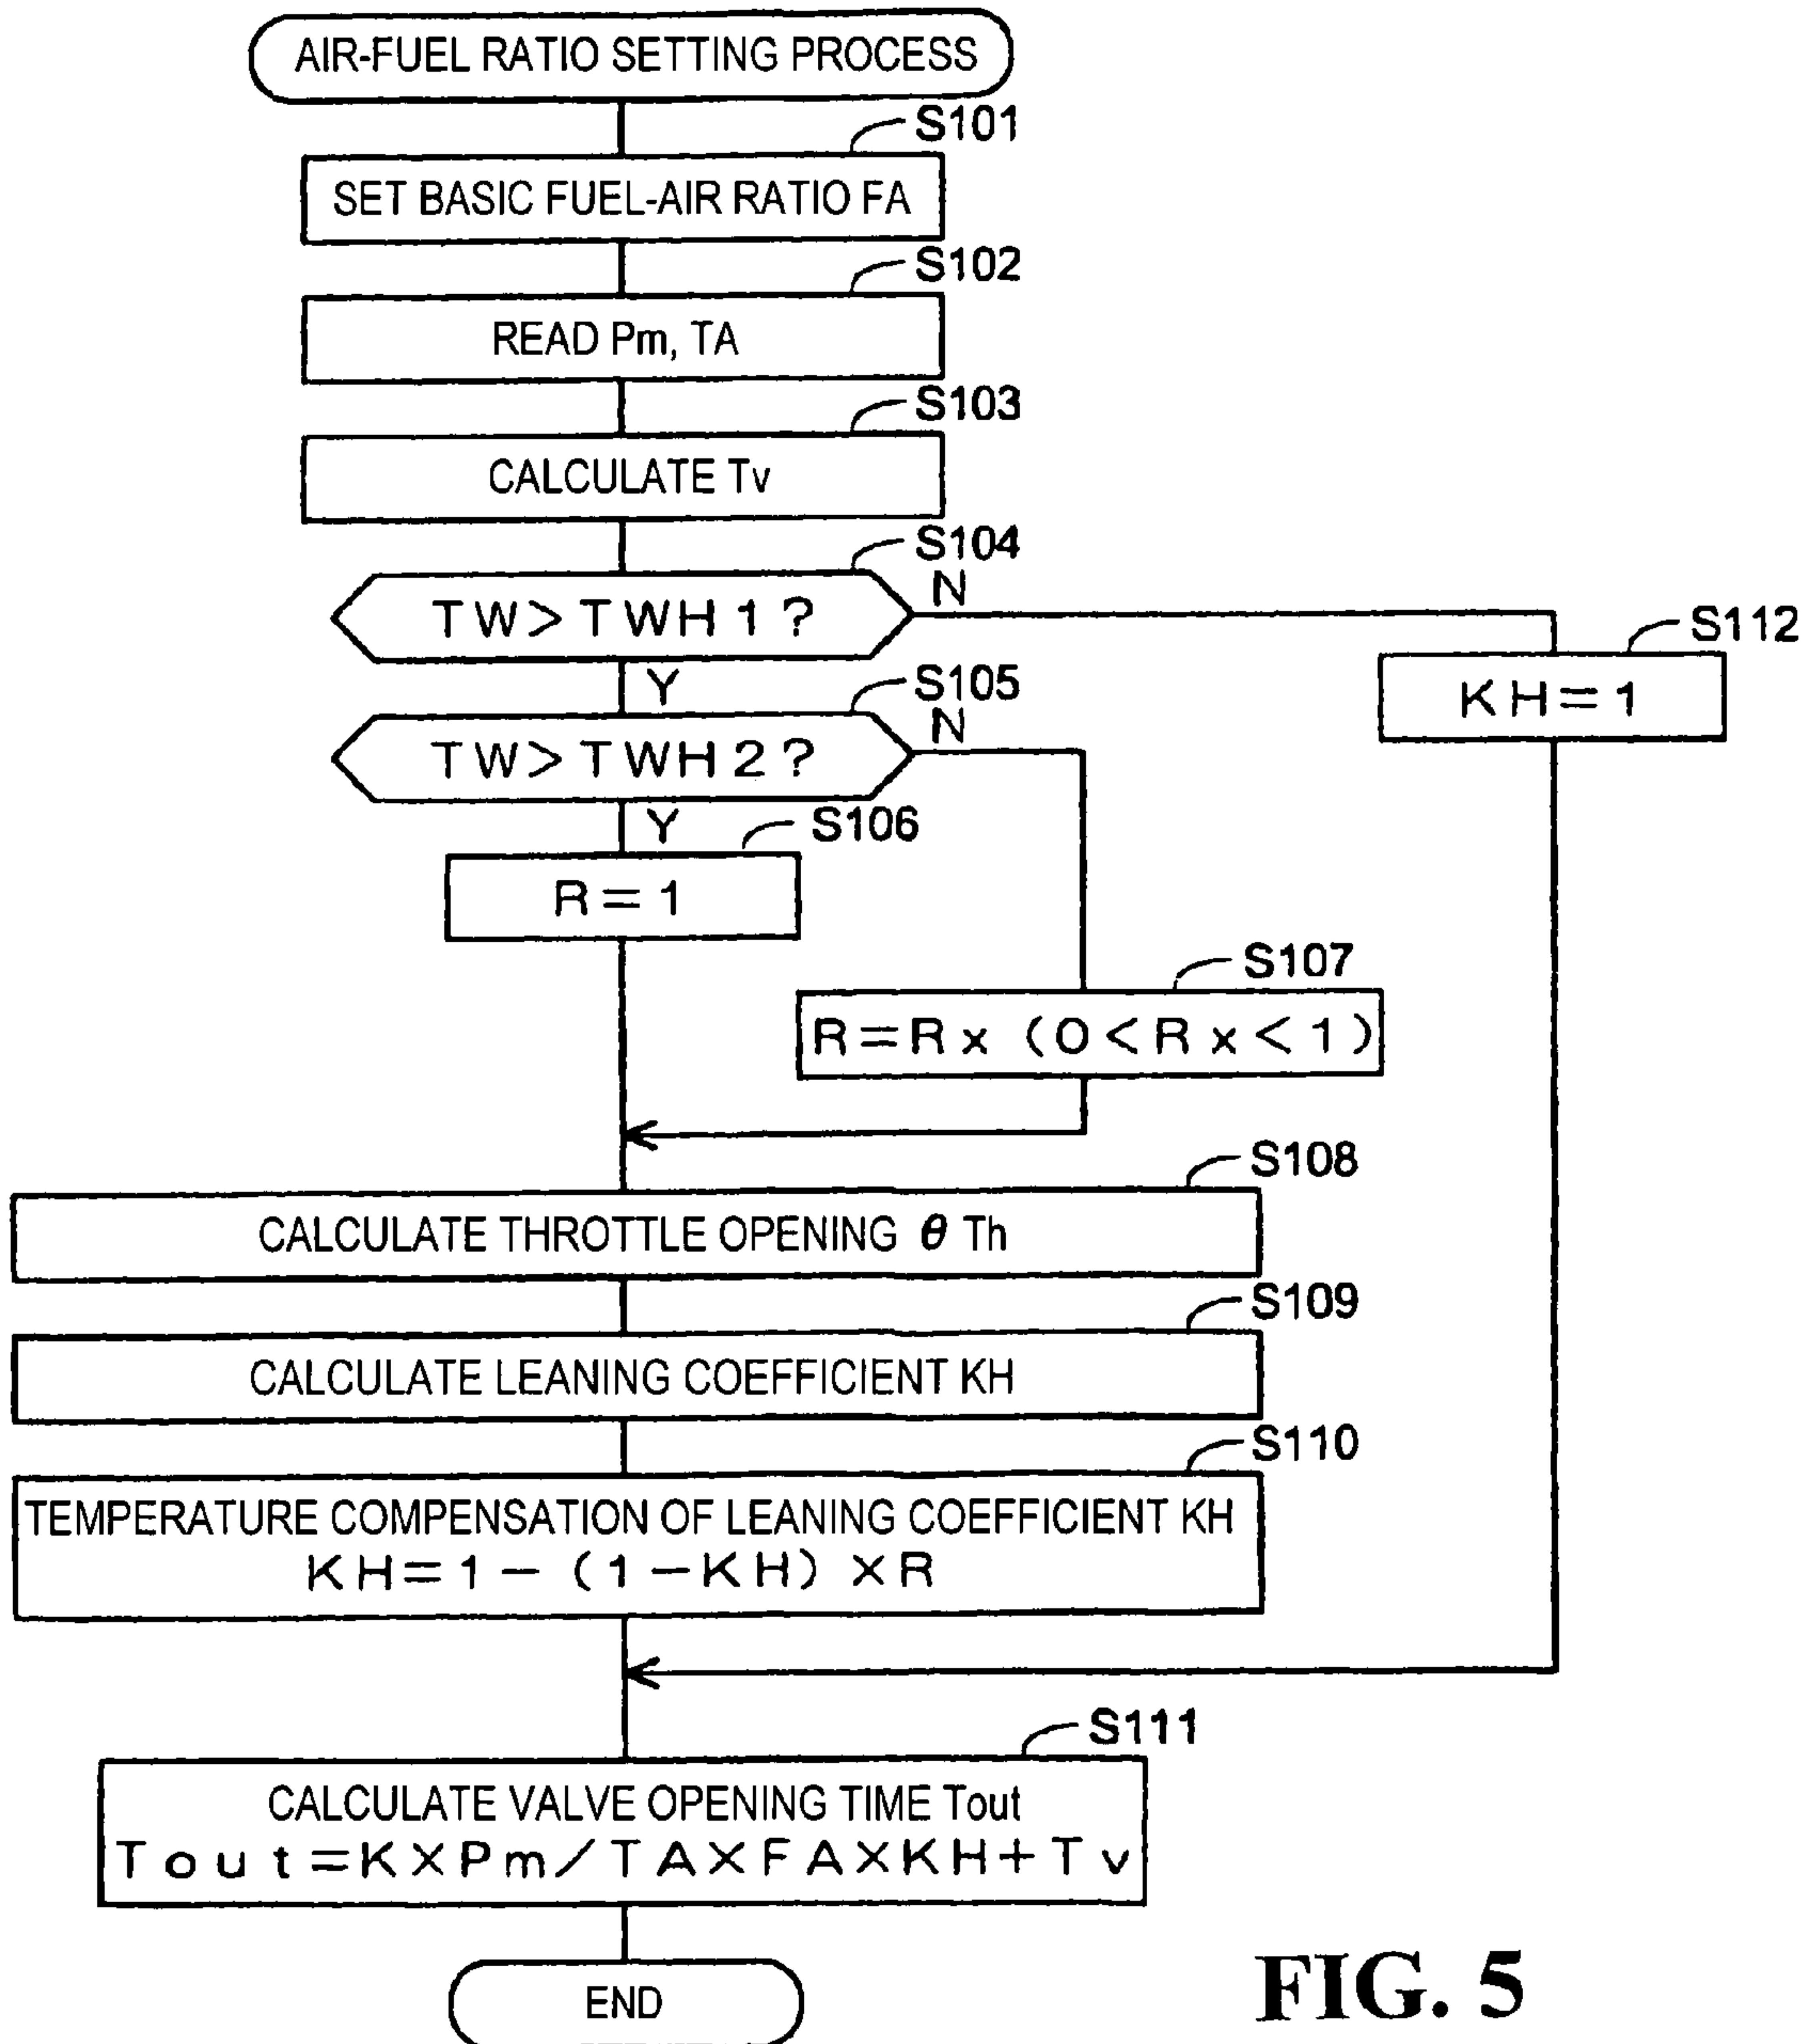 AIR-FUEL RATIO SETTING PROCESS
S101
SET BASIC FUEL-AIR RATIO FA
S102
READ Pm, TA
S103
CALCULATE Tv
S104
TW>TWH1?
N
S112
KH=1
Y
S105
TW>TWH2?
N
Y
S106
R=1
S107
R=Rx (0<Rx<1)
S108
CALCULATE THROTTLE OPENING θ Th
S109
CALCULATE LEANING COEFFICIENT KH
S110
TEMPERATURE COMPENSATION OF LEANING COEFFICIENT KH
KH=1-(1-KH)×R
S111
CALCULATE VALVE OPENING TIME Tout
Tout=K×Pm/TA×FA×KH+Tv
END
FIG. 5